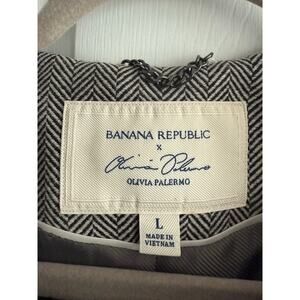 BANANA REPUBLIC
x
Olivia Palermo
OLIVIA PALERMO
L
MADE IN
VIETNAM